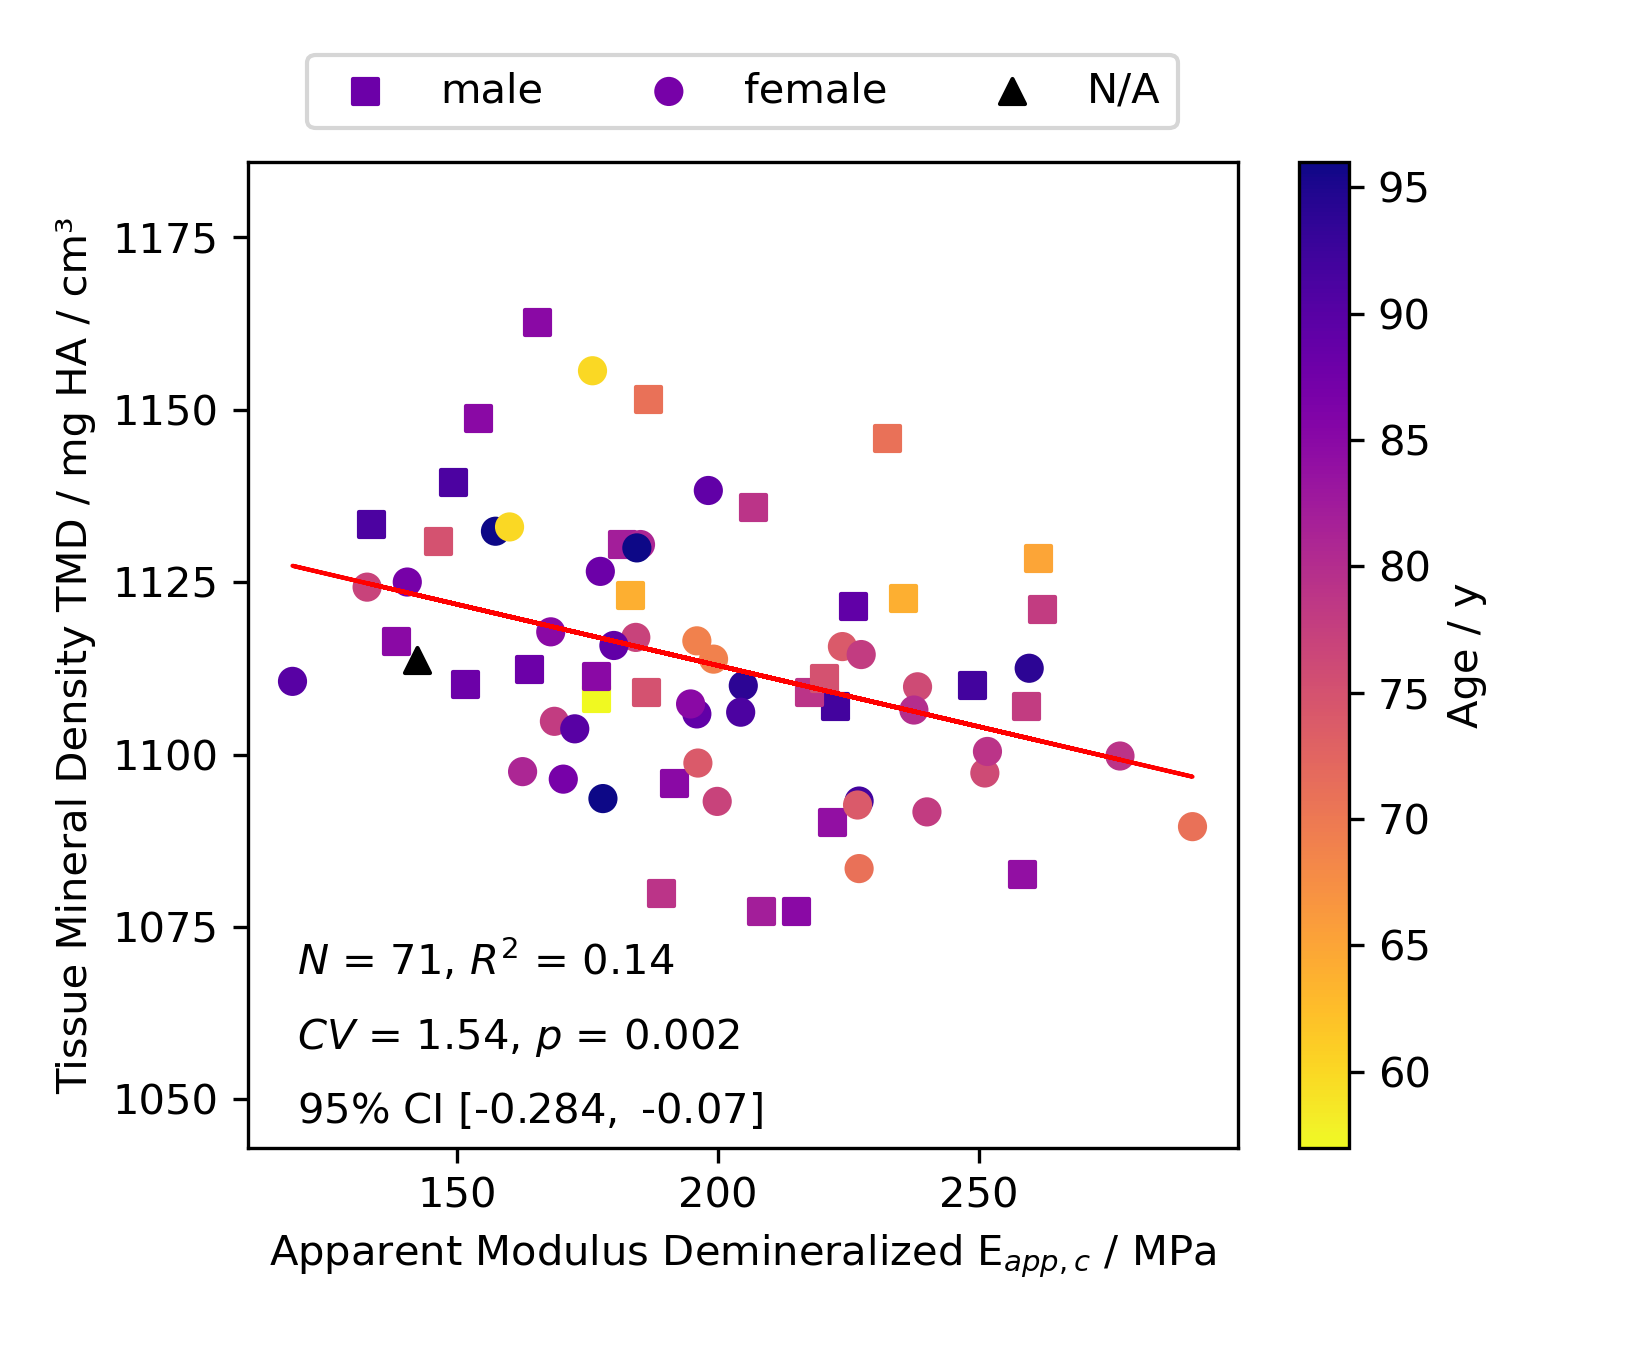 male female N/A
1175
1150
1125
1100
1075
1050
Tissue Mineral Density TMD / mg HA / cm³
N = 71, R² = 0.14
CV = 1.54, p = 0.002
95% CI [-0.284, -0.07]
150 200 250
Apparent Modulus Demineralized E_app,c / MPa
95
90
85
80
75
70
65
60
Age / y